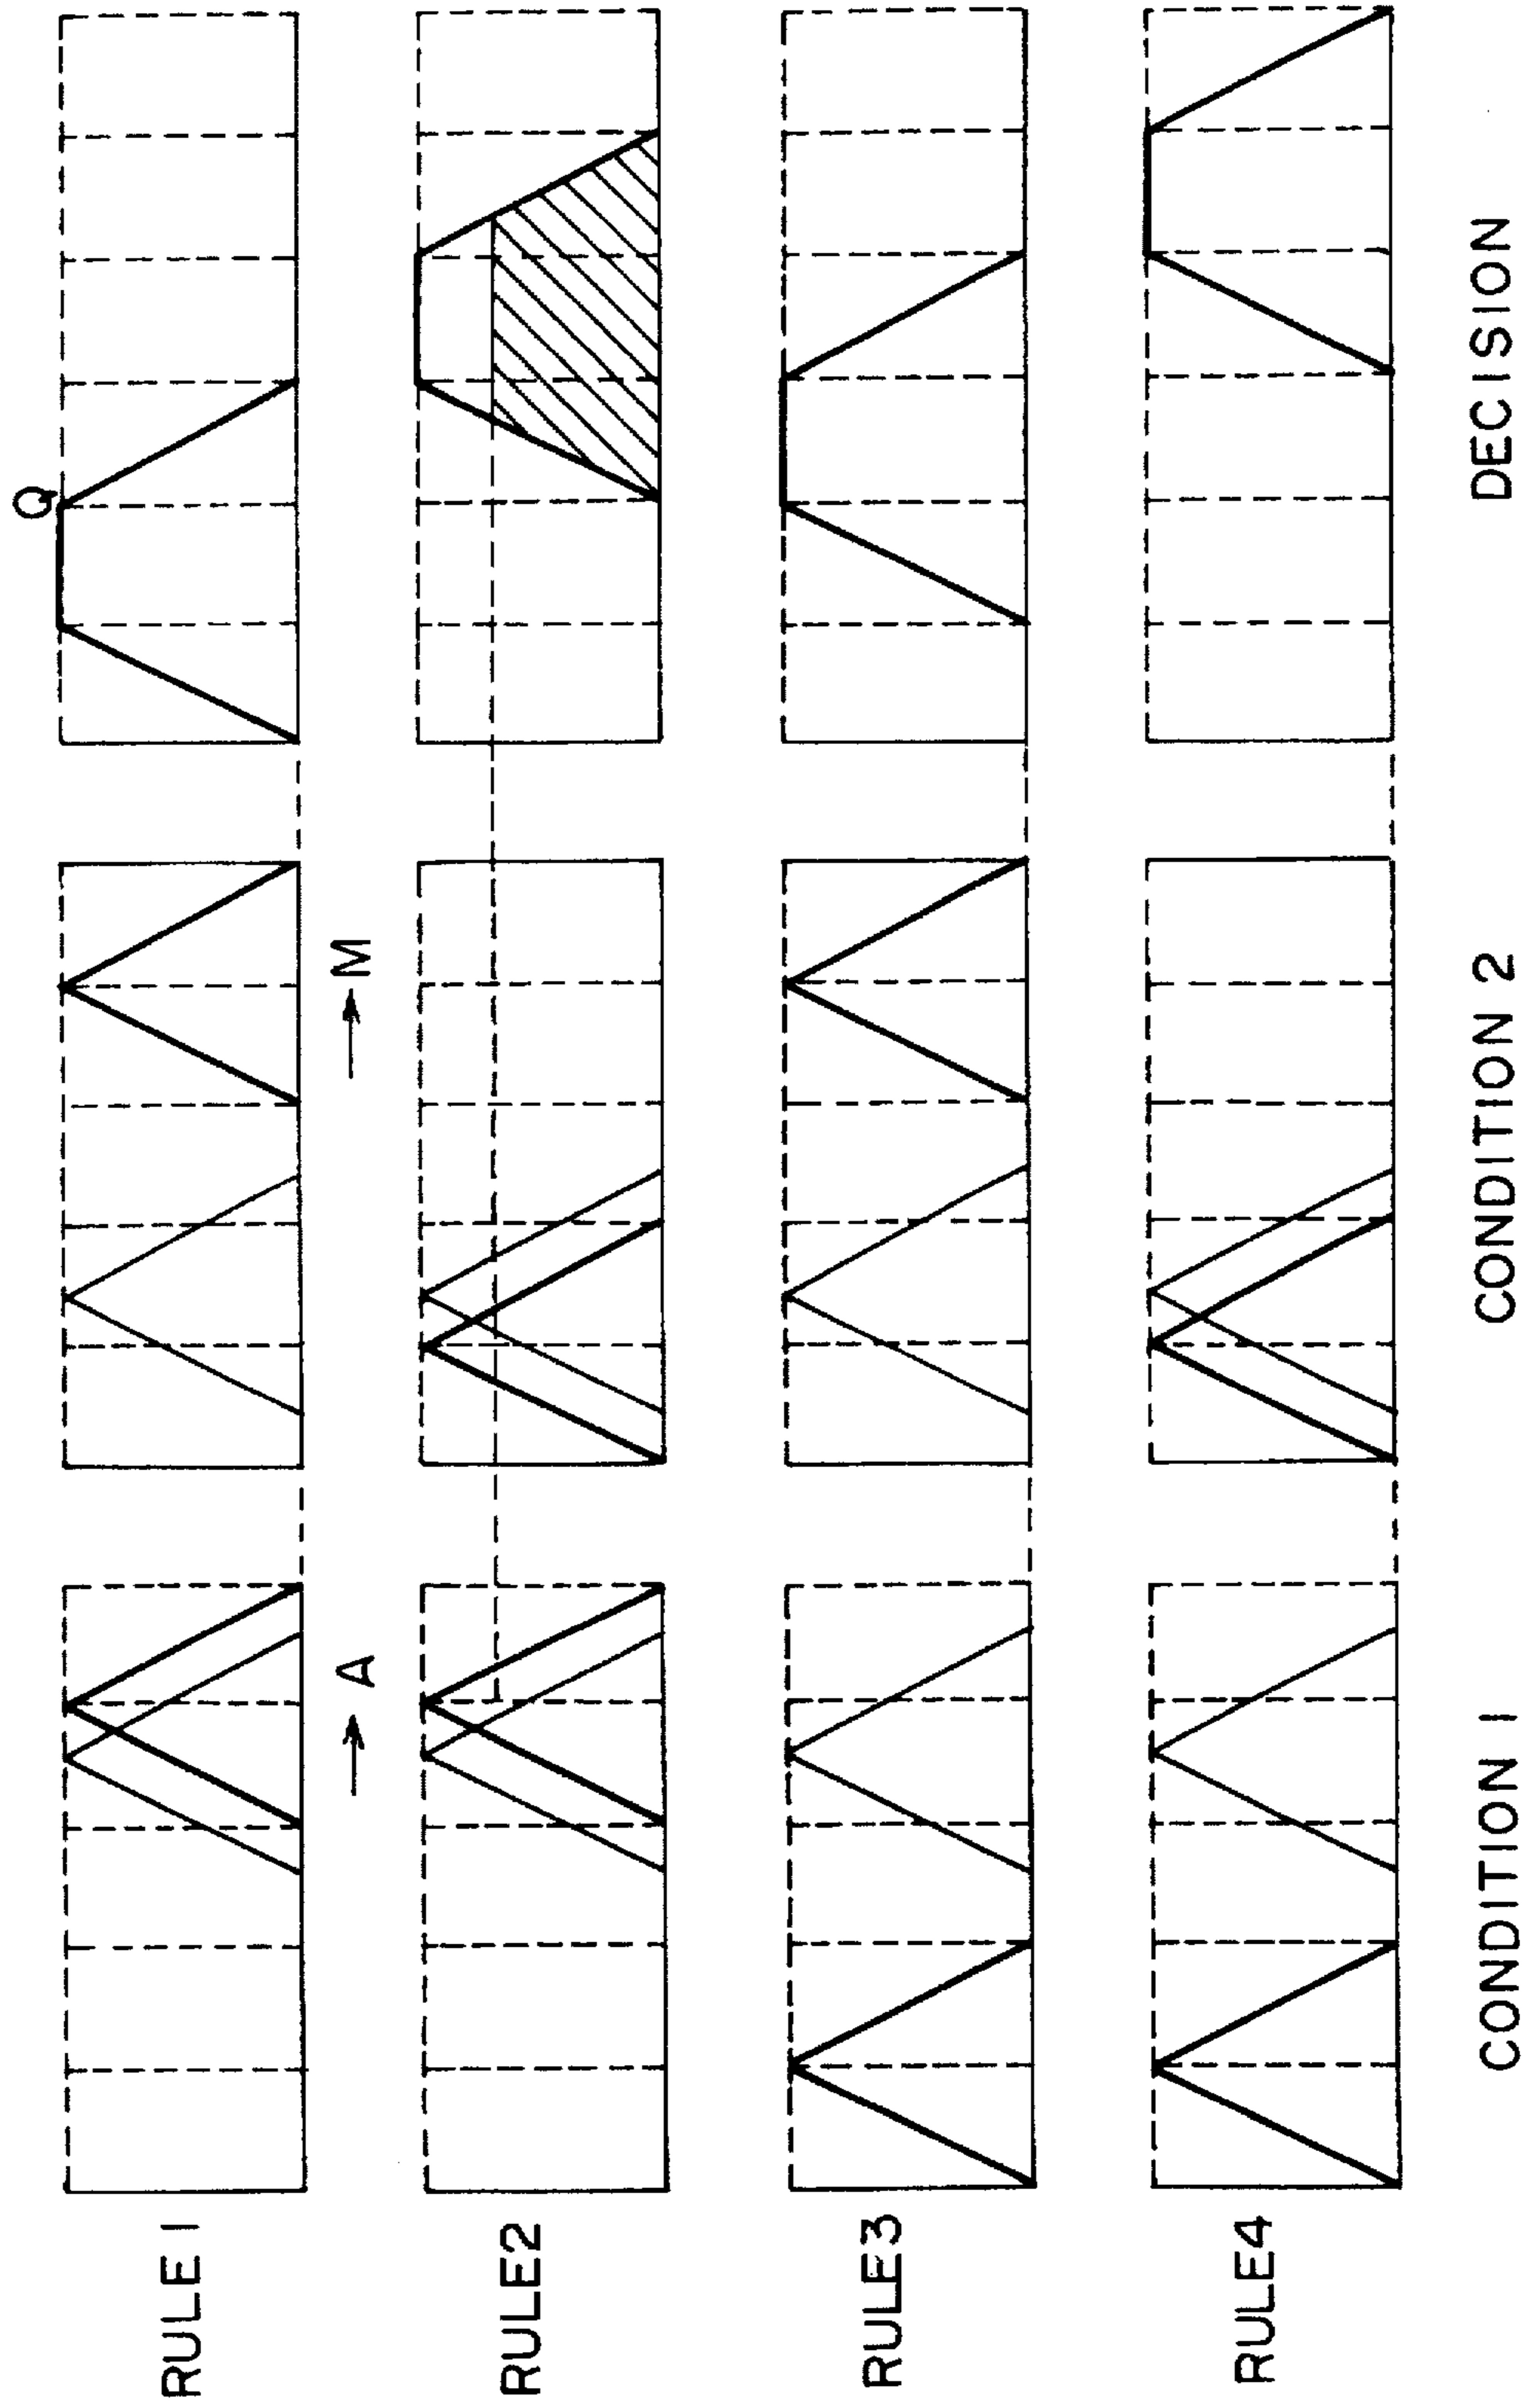 Q
RULE 1
A
M
RULE2
RULE3
RULE4
CONDITION 1
CONDITION 2
DECISION